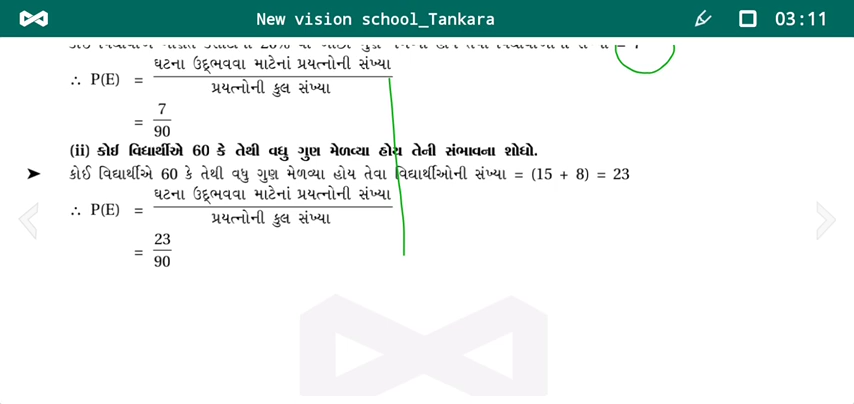 New vision school_Tankara
03:11
ઘટના ઉદ્ભવવા માટેનાં પ્રયત્નોની સંખ્યા
∴ P(E) =
પ્રયત્નોની કુલ સંખ્યા
7
=
90
(ii) કોઈ વિદ્યાર્થીએ 60 કે તેથી વધુ ગુણ મેળવ્યા હોય તેની સંભાવના શોધો.
➤ કોઈ વિદ્યાર્થીએ 60 કે તેથી વધુ ગુણ મેળવ્યા હોય તેવા વિદ્યાર્થીઓની સંખ્યા = (15 + 8) = 23
ઘટના ઉદ્ભવવા માટેનાં પ્રયત્નોની સંખ્યા
∴ P(E) =
પ્રયત્નોની કુલ સંખ્યા
23
=
90